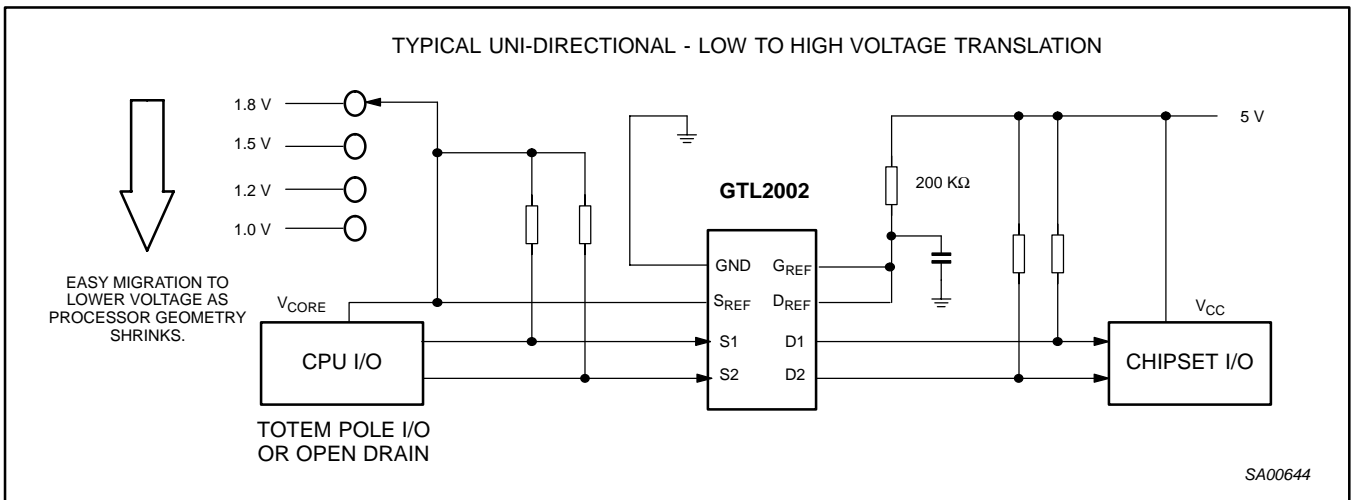 TYPICAL UNI-DIRECTIONAL - LOW TO HIGH VOLTAGE TRANSLATION
1.8 V
1.5 V
1.2 V
1.0 V
EASY MIGRATION TO
LOWER VOLTAGE AS
PROCESSOR GEOMETRY
SHRINKS.
5 V
200 KΩ
GTL2002
GND
GREF
SREF
DREF
S1
D1
S2
D2
VCORE
CPU I/O
TOTEM POLE I/O
OR OPEN DRAIN
VCC
CHIPSET I/O
SA00644